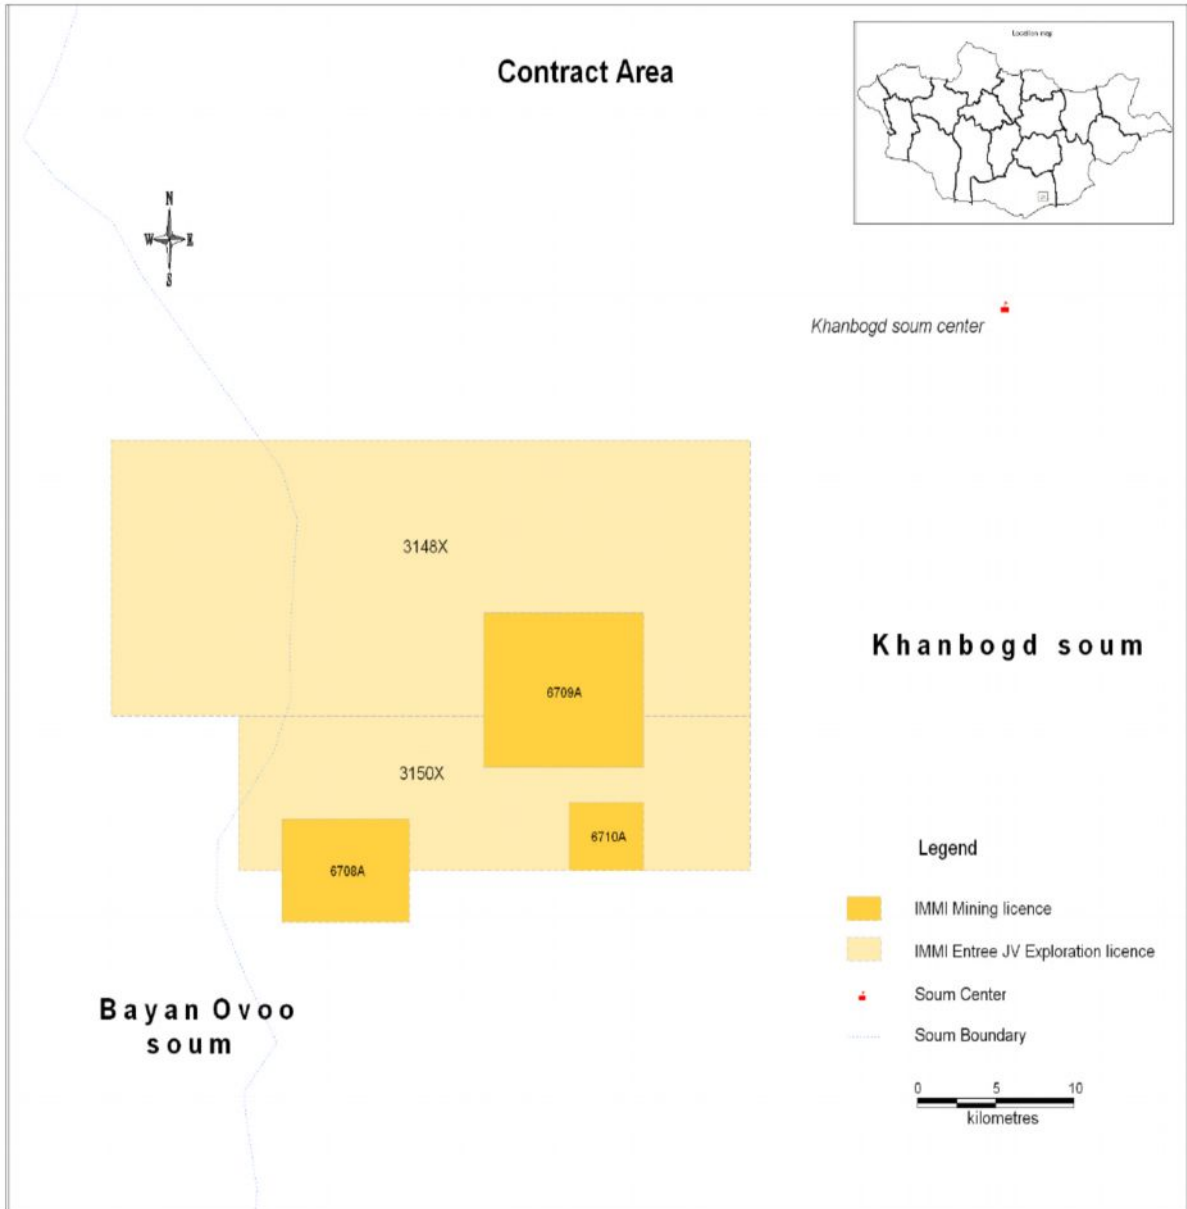 Contract Area
Location map
N
W E
S
Khanbogd soum center
3148X
Khanbogd soum
6709A
3150X
6710A
6708A
Bayan Ovoo
soum
Legend
IMMI Mining licence
IMMI Entree JV Exploration licence
Soum Center
Soum Boundary
0 5 10
kilometres